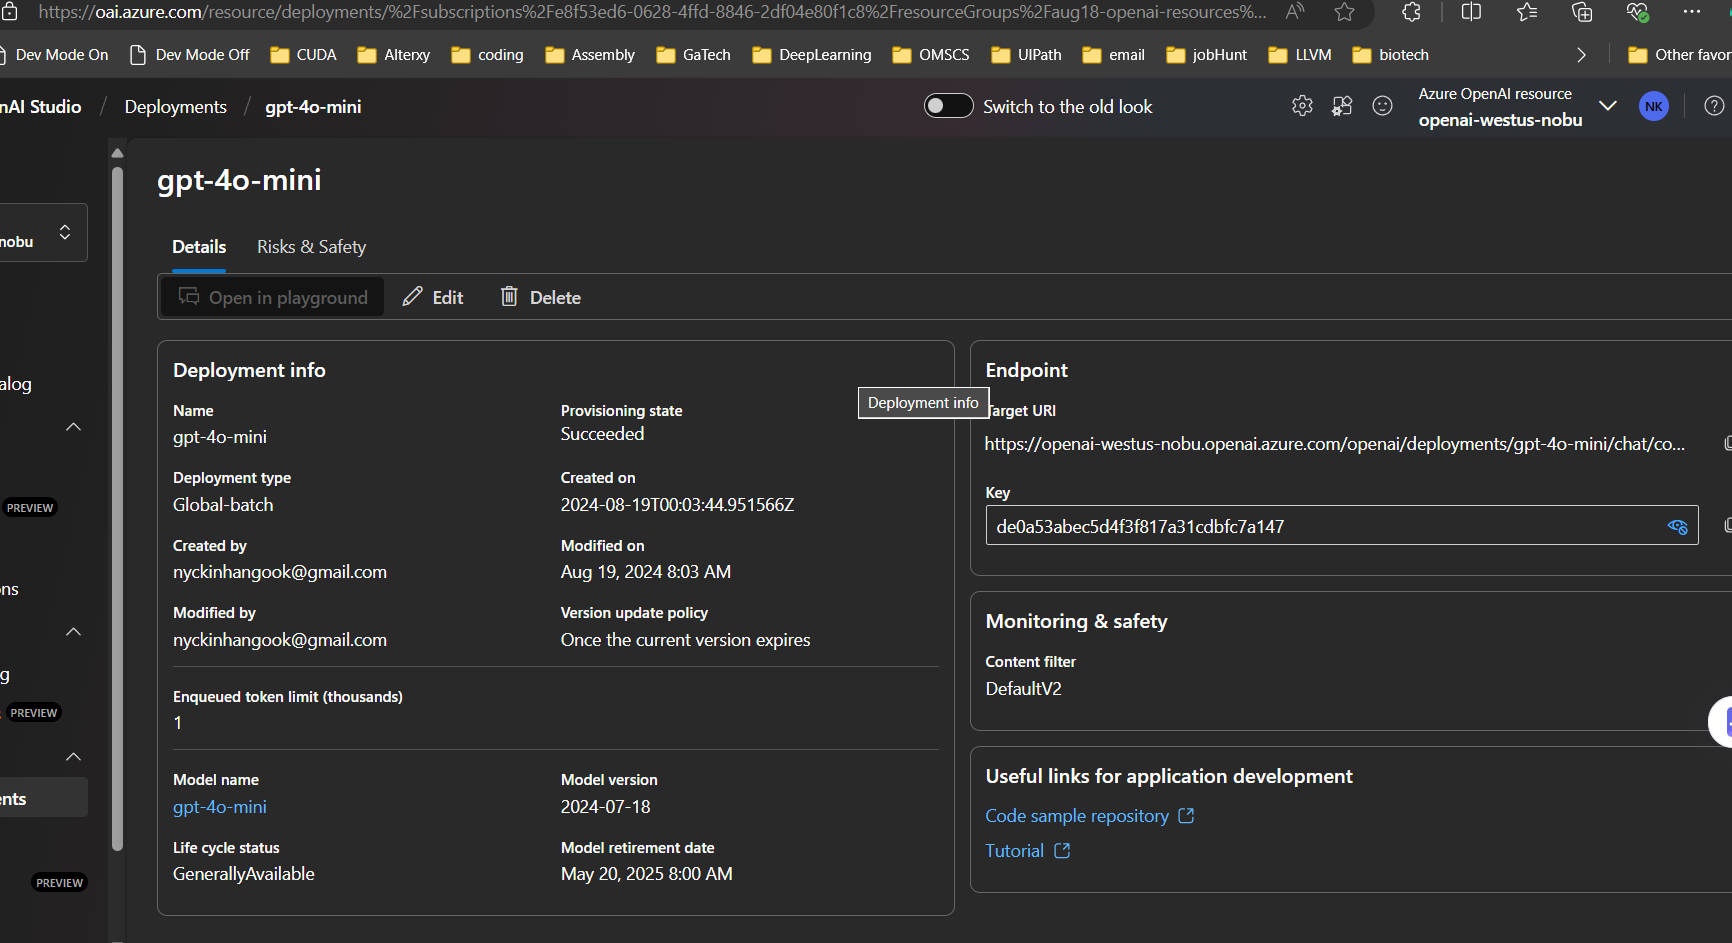 https://oai.azure.com/resource/deployments/%2Fsubscriptions%2Fe8f53ed6-0628-4ffd-8846-2df04e80f1c8%2FresourceGroups%2Faug18-openai-resources%...
Dev Mode On
Dev Mode Off
CUDA
Alterxy
coding
Assembly
GaTech
DeepLearning
OMSCS
UIPath
email
jobHunt
LLVM
biotech
Other favor
nAI Studio / Deployments / gpt-4o-mini
Switch to the old look
Azure OpenAI resource
openai-westus-nobu
NK
nobu
alog
PREVIEW
ons
g
PREVIEW
ents
PREVIEW
gpt-4o-mini
Details
Risks & Safety
Open in playground
Edit
Delete
Deployment info
Name
gpt-4o-mini
Provisioning state
Succeeded
Deployment type
Global-batch
Created on
2024-08-19T00:03:44.951566Z
Created by
nyckinhangook@gmail.com
Modified on
Aug 19, 2024 8:03 AM
Modified by
nyckinhangook@gmail.com
Version update policy
Once the current version expires
Enqueued token limit (thousands)
1
Model name
gpt-4o-mini
Model version
2024-07-18
Life cycle status
GenerallyAvailable
Model retirement date
May 20, 2025 8:00 AM
Deployment info
Endpoint
Target URI
https://openai-westus-nobu.openai.azure.com/openai/deployments/gpt-4o-mini/chat/co...
Key
de0a53abec5d4f3f817a31cdbfc7a147
Monitoring & safety
Content filter
DefaultV2
Useful links for application development
Code sample repository
Tutorial